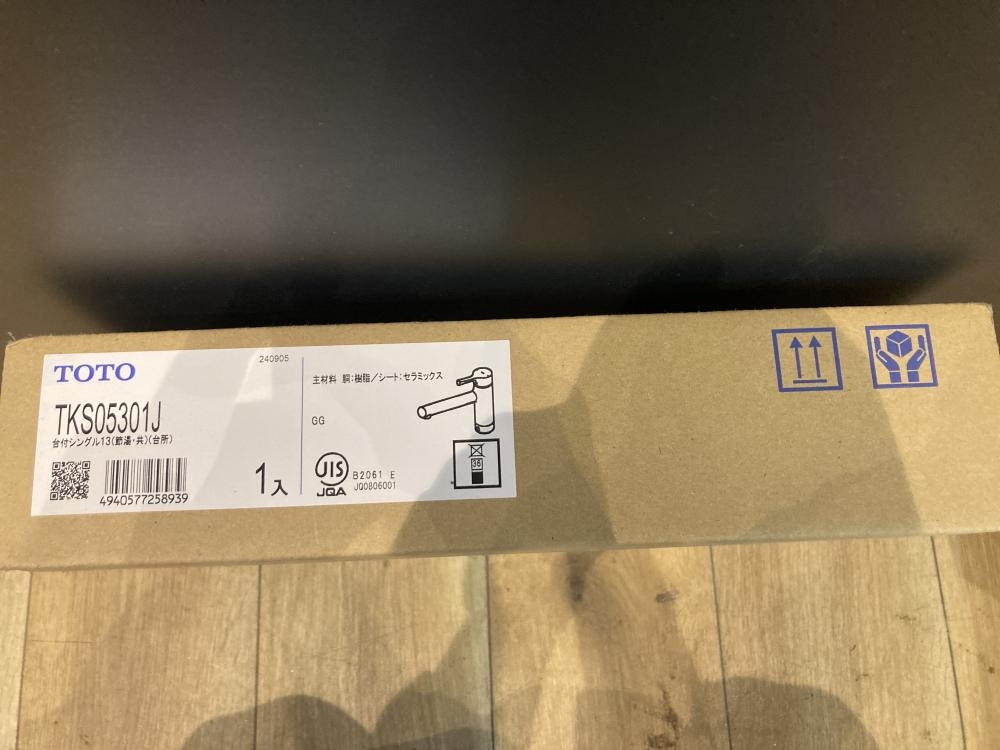 TOTO
240905
TKS05301J
台付シングル13(節湯・共)(台所)
4940577258939
1入
主材料 胴:樹脂/シート:セラミックス
GG
JIS
JQA
B2061 E
JQ0806001
35